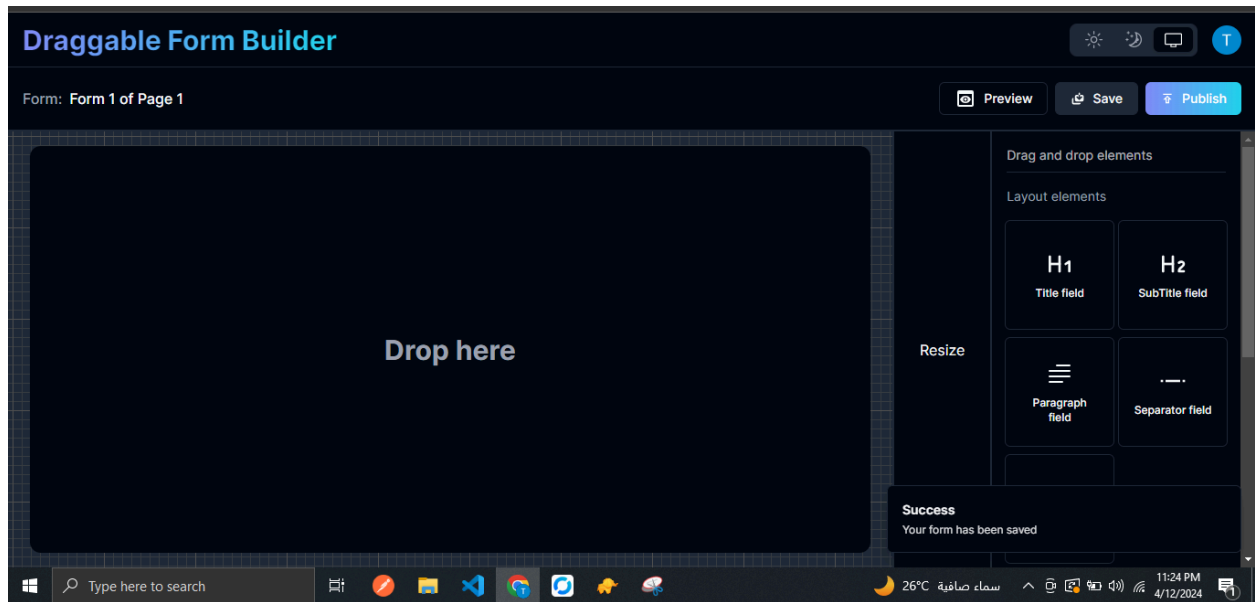 Draggable Form Builder
T
Form: Form 1 of Page 1
Preview
Save
Publish
Drop here
Resize
Drag and drop elements
Layout elements
H1
Title field
H2
SubTitle field
Paragraph
field
Separator field
Success
Your form has been saved
Type here to search
26°C سماء صافية
11:24 PM
4/12/2024
1